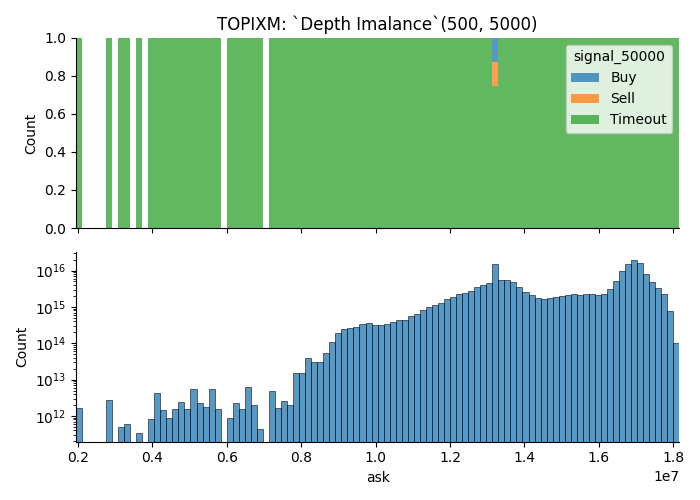 TOPIXM: `Depth Imalance`(500, 5000)
1.0
0.8
0.6
0.4
0.2
0.0
Count
signal_50000
Buy
Sell
Timeout
10^16
10^15
10^14
10^13
10^12
Count
0.2 0.4 0.6 0.8 1.0 1.2 1.4 1.6 1.8
1e7
ask